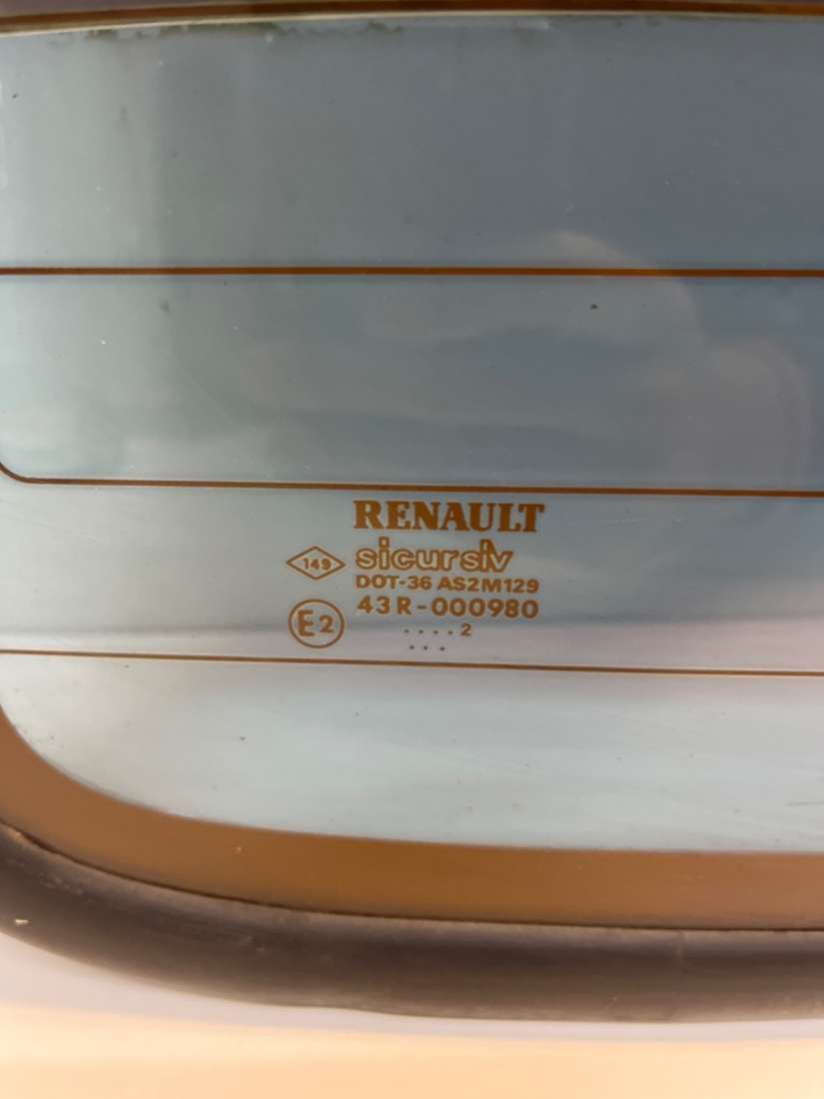 RENAULT
149
sicursiv
DOT-36 AS2M129
43R-000980
E2
....2
...